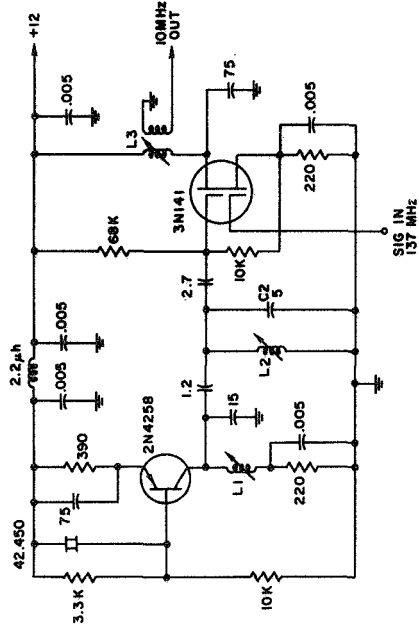 +12
10MHz
OUT
.005
L3
75
3N141
.005
220
68K
10K
SIG IN
137 MHz
2.7
C2
5
2.2µh
.005
.005
L2
1.2
15
2N4258
390
75
42.450
L1
.005
220
3.3K
10K